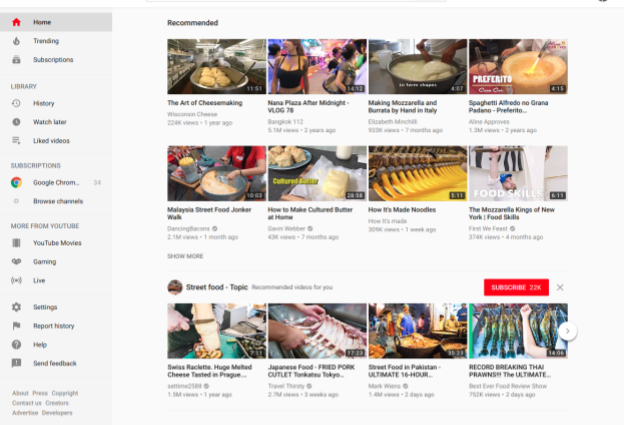 Home
Trending
Subscriptions
LIBRARY
History
Watch later
Liked videos
SUBSCRIPTIONS
Google Chrom... 34
Browse channels
MORE FROM YOUTUBE
YouTube Movies
Gaming
Live
Settings
Report history
Help
Send feedback
About Press Copyright
Contact us Creators
Advertise Developers
Recommended
11:51
The Art of Cheesemaking
Wisconsin Cheese
224K views • 1 year ago
14:12
Nana Plaza After Midnight -
VLOG 78
Bangkok 112
5.1M views • 2 years ago
to form shapes
4:07
Making Mozzarella and
Burrata by Hand in Italy
Elizabeth Minchilli
933K views • 7 months ago
PREFERITO
4:15
Spaghetti Alfredo no Grana
Padano - Preferito...
Aline Approves
1.3M views • 2 years ago
10:03
Malaysia Street Food Jonker
Walk
DancingBacons
2.1M views • 1 month ago
Cultured Butter
28:58
How to Make Cultured Butter
at Home
Gavin Webber
43K views • 7 months ago
5:11
How It's Made Noodles
How It's made
309K views • 1 week ago
FOOD SKILLS
6:11
The Mozzarella Kings of New
York | Food Skills
First We Feast
374K views • 4 months ago
SHOW MORE
Street food - Topic Recommended videos for you
SUBSCRIBE 22K
7:11
Swiss Raclette. Huge Melted
Cheese Tasted in Prague....
settime2588
1.5M views • 1 year ago
17:23
Japanese Food - FRIED PORK
CUTLET Tonkatsu Tokyo...
Travel Thirsty
2.7M views • 3 weeks ago
35:23
Street Food in Pakistan -
ULTIMATE 16-HOUR...
Mark Wiens
1.4M views • 2 days ago
14:06
RECORD BREAKING THAI
PRAWNS!!! The ULTIMATE...
Best Ever Food Review Show
752K views • 2 days ago